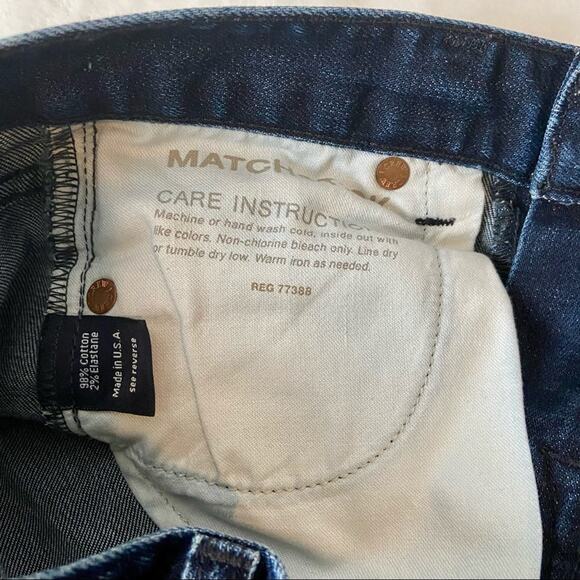 MATCH
CARE INSTRUC
Machine or hand wash cold, inside out with
like colors. Non-chlorine bleach only. Line dry
or tumble dry low. Warm iron as needed.
REG 77388
98% Cotton
2% Elastane
Made in U.S.A.
see reverse